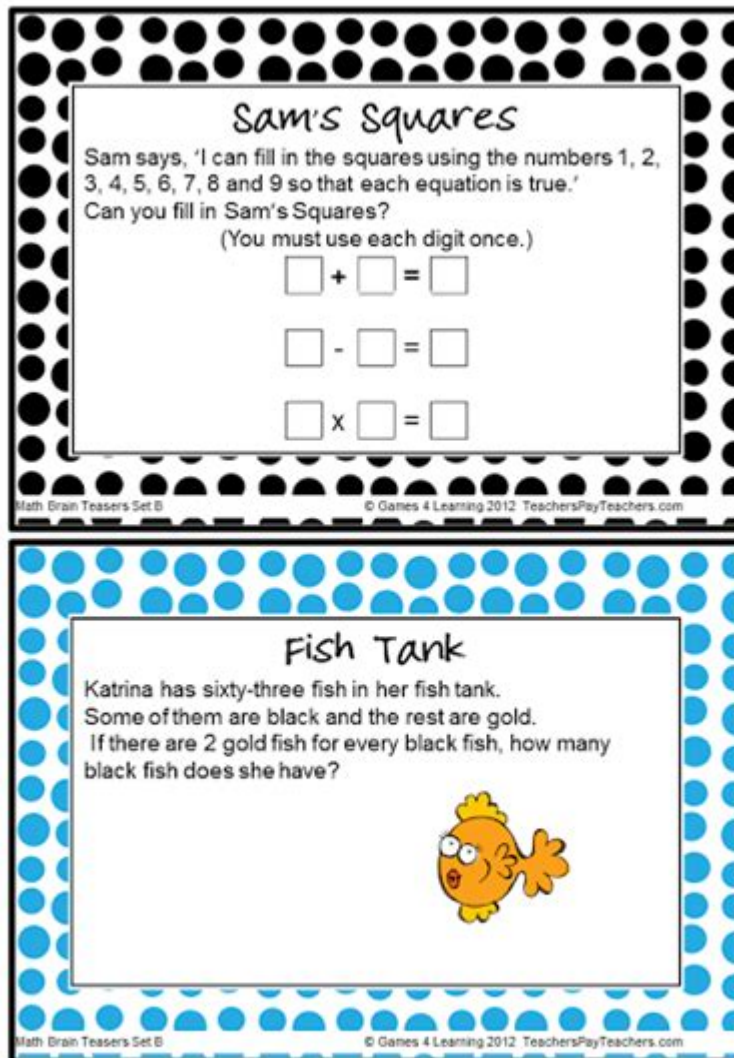 Sam's Squares
Sam says, 'I can fill in the squares using the numbers 1, 2,
3, 4, 5, 6, 7, 8 and 9 so that each equation is true.'
Can you fill in Sam's Squares?
(You must use each digit once.)
+ =
- =
x =
Math Brain Teasers Set B © Games 4 Learning 2012 TeachersPayTeachers.com
Fish Tank
Katrina has sixty-three fish in her fish tank.
Some of them are black and the rest are gold.
If there are 2 gold fish for every black fish, how many
black fish does she have?
Math Brain Teasers Set B © Games 4 Learning 2012 TeachersPayTeachers.com